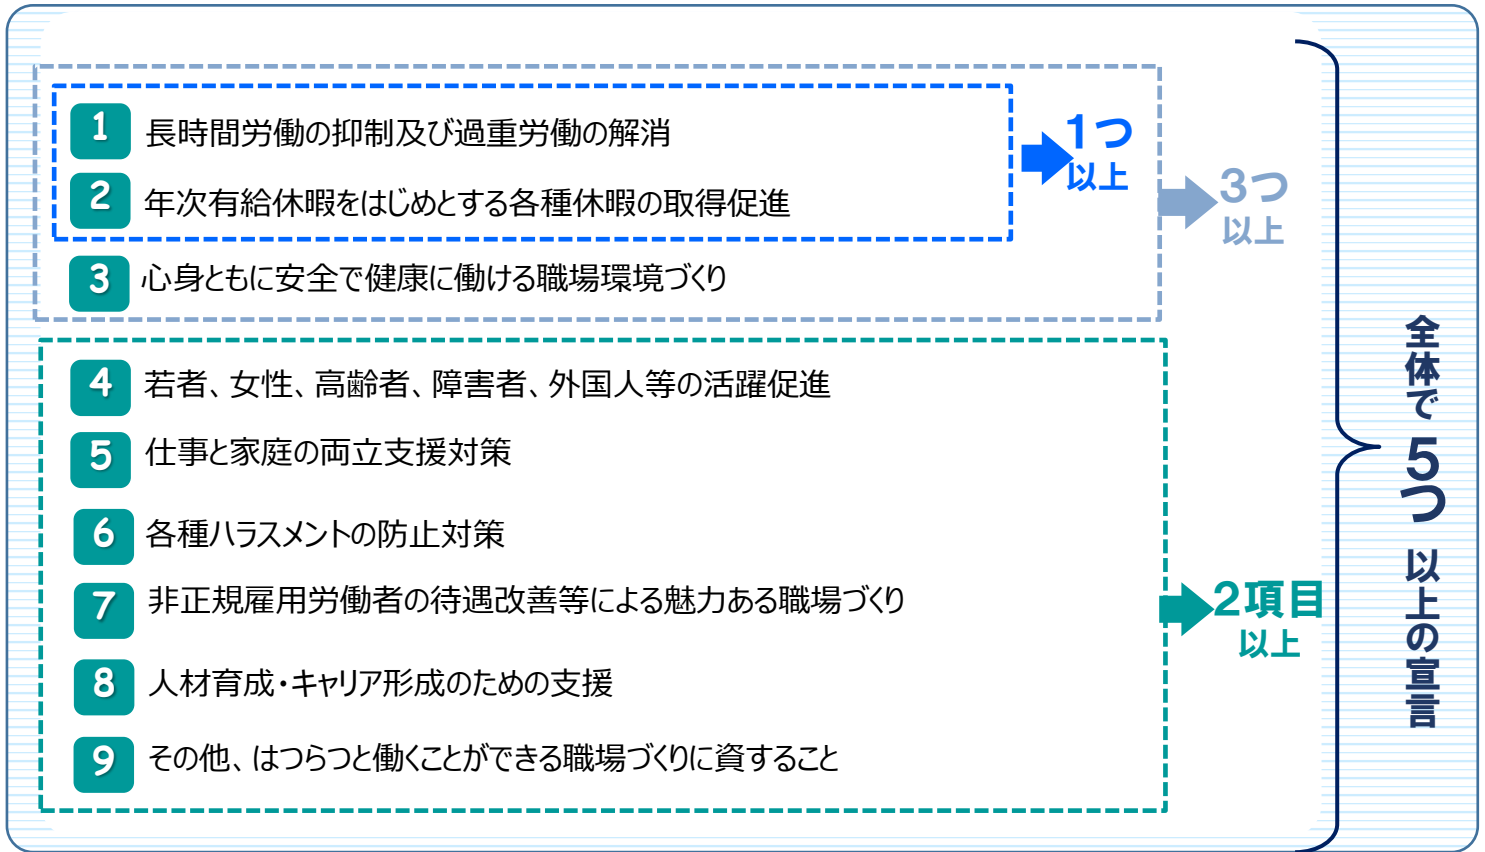 1 長時間労働の抑制及び過重労働の解消
2 年次有給休暇をはじめとする各種休暇の取得促進
1つ
以上
3 心身ともに安全で健康に働ける職場環境づくり
3つ
以上
4 若者、女性、高齢者、障害者、外国人等の活躍促進
5 仕事と家庭の両立支援対策
6 各種ハラスメントの防止対策
7 非正規雇用労働者の待遇改善等による魅力ある職場づくり
8 人材育成・キャリア形成のための支援
9 その他、はつらつと働くことができる職場づくりに資すること
2項目
以上
全体で5つ以上の宣言